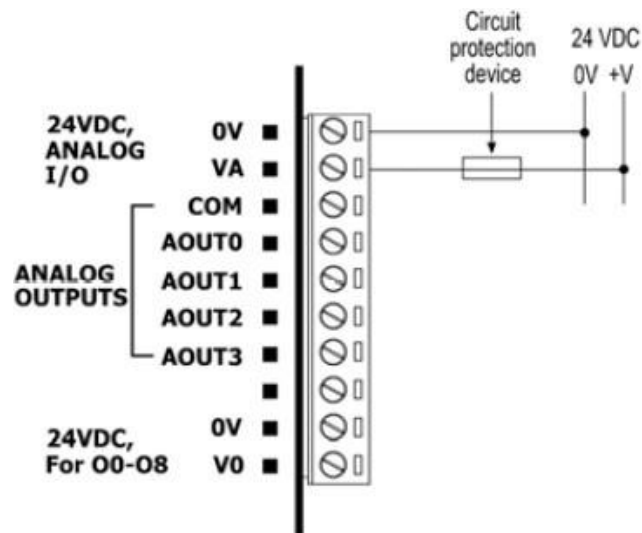 Circuit
protection
device
24 VDC
0V +V
24VDC,
ANALOG
I/O
0V
VA
COM
AOUT0
ANALOG
OUTPUTS
AOUT1
AOUT2
AOUT3
0V
24VDC,
For O0-O8
V0